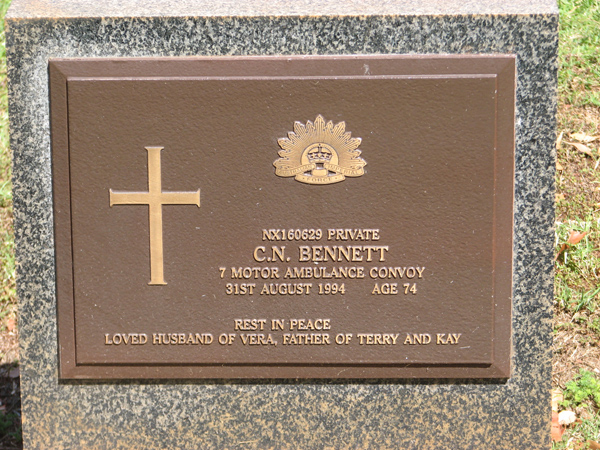 NX160629 PRIVATE
C.N. BENNETT
7 MOTOR AMBULANCE CONVOY
31ST AUGUST 1994 AGE 74
REST IN PEACE
LOVED HUSBAND OF VERA, FATHER OF TERRY AND KAY